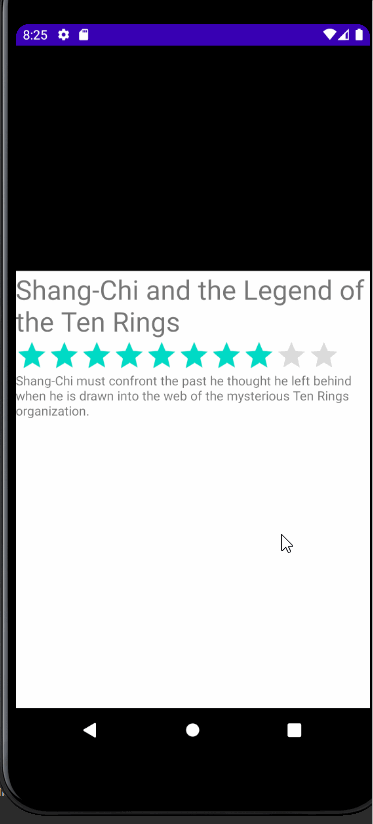 8:25
Shang-Chi and the Legend of
the Ten Rings
Shang-Chi must confront the past he thought he left behind
when he is drawn into the web of the mysterious Ten Rings
organization.